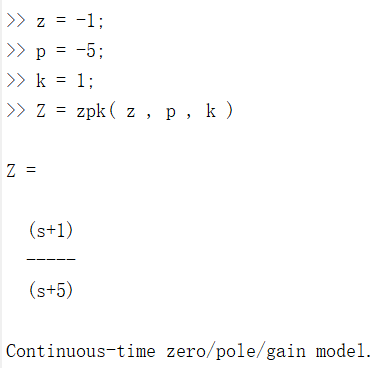 >> z = -1;
>> p = -5;
>> k = 1;
>> Z = zpk( z , p , k )
Z =
(s+1)
-----
(s+5)
Continuous-time zero/pole/gain model.